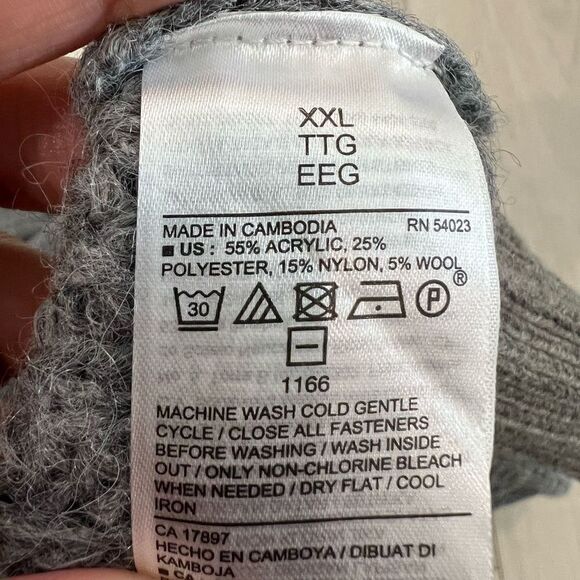 XXL
TTG
EEG
MADE IN CAMBODIA RN 54023
■ US : 55% ACRYLIC, 25%
POLYESTER, 15% NYLON, 5% WOOL
®
30 P
1166
MACHINE WASH COLD GENTLE
CYCLE / CLOSE ALL FASTENERS
BEFORE WASHING / WASH INSIDE
OUT / ONLY NON-CHLORINE BLEACH
WHEN NEEDED / DRY FLAT / COOL
IRON
CA 17897
HECHO EN CAMBOYA / DIBUAT DI
KAMBOJA